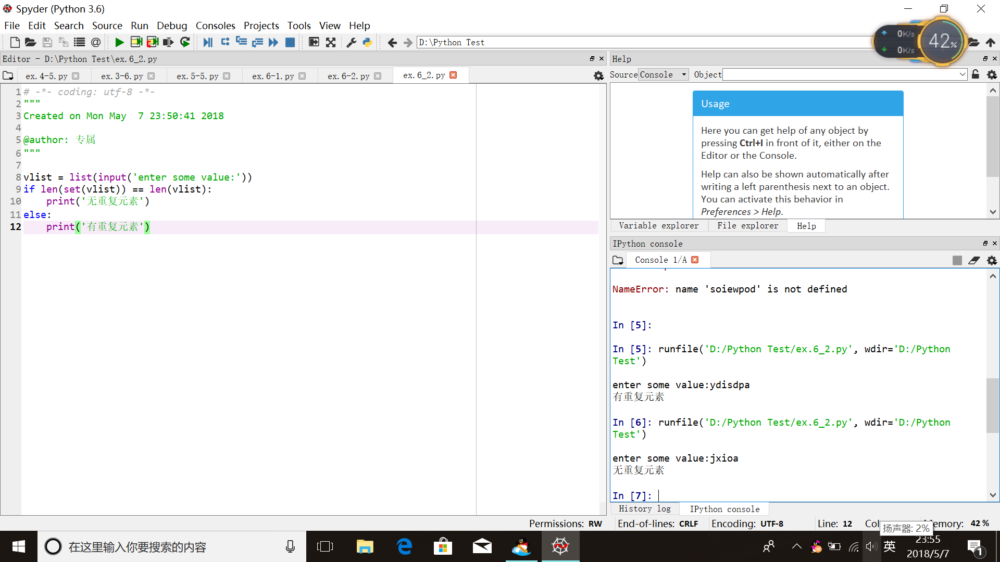 Spyder (Python 3.6)
File Edit Search Source Run Debug Consoles Projects Tools View Help
D:\Python Test
0K/s
0K/s
42%
Editor - D:\Python Test\ex.6_2.py
ex.4-5.py ex.3-6.py ex.5-5.py ex.6-1.py ex.6-2.py ex.6_2.py
1 # -*- coding: utf-8 -*-
2 """
3 Created on Mon May  7 23:50:41 2018
4
5 @author: 专属
6 """
7
8 vlist = list(input('enter some value:'))
9 if len(set(vlist)) == len(vlist):
10     print('无重复元素')
11 else:
12     print('有重复元素')
Help
Source Console Object
Usage
Here you can get help of any object by
pressing Ctrl+I in front of it, either on the
Editor or the Console.
Help can also be shown automatically after
writing a left parenthesis next to an object.
You can activate this behavior in
Preferences > Help.
Variable explorer File explorer Help
IPython console
Console 1/A
NameError: name 'soiewpod' is not defined
In [5]:
In [5]: runfile('D:/Python Test/ex.6_2.py', wdir='D:/Python
Test')
enter some value:ydisdpa
有重复元素
In [6]: runfile('D:/Python Test/ex.6_2.py', wdir='D:/Python
Test')
enter some value:jxioa
无重复元素
In [7]:
History log IPython console
Permissions: RW End-of-lines: CRLF Encoding: UTF-8 Line: 12 42 %
扬声器: 2%
在这里输入你要搜索的内容
英
23:55
2018/5/7
1